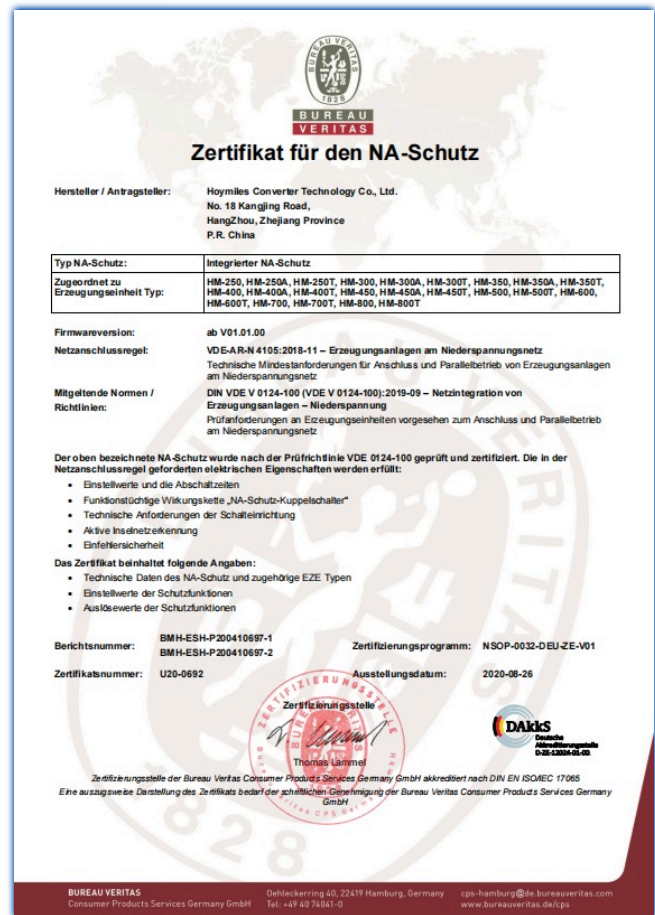 BUREAU VERITAS
1828
BUREAU
VERITAS
Zertifikat für den NA-Schutz
Hersteller / Antragsteller: Hoymiles Converter Technology Co., Ltd.
No. 18 Kangjing Road,
HangZhou, Zhejiang Province
P.R. China
Typ NA-Schutz: Integrierter NA-Schutz
Zugeordnet zu
Erzeugungseinheit Typ:
HM-250, HM-250A, HM-250T, HM-300, HM-300A, HM-300T, HM-350, HM-350A, HM-350T,
HM-400, HM-400A, HM-400T, HM-450, HM-450A, HM-450T, HM-500, HM-500T, HM-600,
HM-600T, HM-700, HM-700T, HM-800, HM-800T
Firmwareversion: ab V01.01.00
Netzanschlussregel: VDE-AR-N 4105:2018-11 – Erzeugungsanlagen am Niederspannungsnetz
Technische Mindestanforderungen für Anschluss und Parallelbetrieb von Erzeugungsanlagen
am Niederspannungsnetz
Mitgeltende Normen /
Richtlinien:
DIN VDE V 0124-100 (VDE V 0124-100):2019-09 – Netzintegration von
Erzeugungsanlagen – Niederspannung
Prüfanforderungen an Erzeugungseinheiten vorgesehen zum Anschluss und Parallelbetrieb
am Niederspannungsnetz
Der oben bezeichnete NA-Schutz wurde nach der Prüfrichtlinie VDE 0124-100 geprüft und zertifiziert. Die in der
Netzanschlussregel geforderten elektrischen Eigenschaften werden erfüllt:
• Einstellwerte und die Abschaltzeiten
• Funktionstüchtige Wirkungskette „NA-Schutz-Kuppelschalter“
• Technische Anforderungen der Schalteinrichtung
• Aktive Inselnetzerkennung
• Einfehlersicherheit
Das Zertifikat beinhaltet folgende Angaben:
• Technische Daten des NA-Schutz und zugehörige EZE Typen
• Einstellwerte der Schutzfunktionen
• Auslösewerte der Schutzfunktionen
Berichtsnummer: BMH-ESH-P200410697-1
BMH-ESH-P200410697-2
Zertifizierungsprogramm: NSOP-0032-DEU-ZE-V01
Zertifikatsnummer: U20-0692
Ausstellungsdatum: 2020-08-26
Zertifizierungsstelle
ZERTIFIZIERUNGSSTELLE
Thomas Lammel
DAkkS
Deutsche
Akkreditierungsstelle
D-ZE-12024-01-00
Zertifizierungsstelle der Bureau Veritas Consumer Products Services Germany GmbH akkreditiert nach DIN EN ISO/IEC 17065
Eine auszugsweise Darstellung des Zertifikats bedarf der schriftlichen Genehmigung der Bureau Veritas Consumer Products Services Germany
GmbH
BUREAU VERITAS
Consumer Products Services Germany GmbH
Oehleckerring 40, 22419 Hamburg, Germany
Tel: +49 40 74041-0
cps-hamburg@de.bureauveritas.com
www.bureauveritas.de/cps